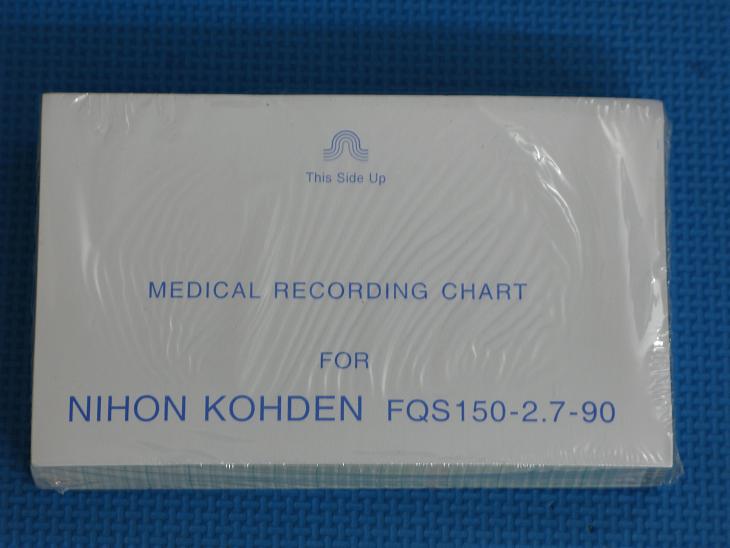 This Side Up
MEDICAL RECORDING CHART
FOR
NIHON KOHDEN FQS150-2.7-90